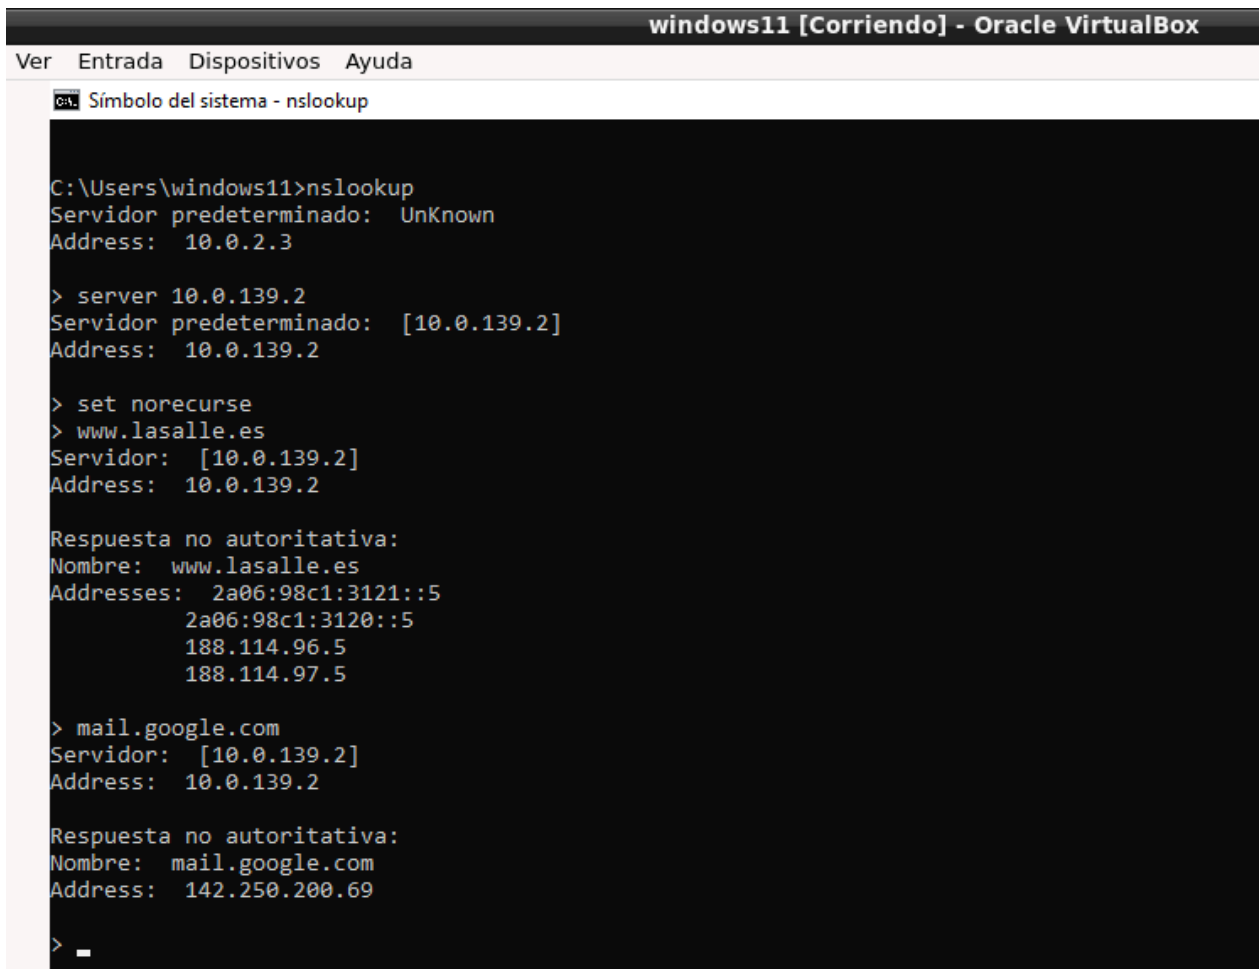 windows11 [Corriendo] - Oracle VirtualBox
Ver Entrada Dispositivos Ayuda
C:\. Símbolo del sistema - nslookup
C:\Users\windows11>nslookup
Servidor predeterminado:  UnKnown
Address:  10.0.2.3
> server 10.0.139.2
Servidor predeterminado:  [10.0.139.2]
Address:  10.0.139.2
> set norecurse
> www.lasalle.es
Servidor:  [10.0.139.2]
Address:  10.0.139.2
Respuesta no autoritativa:
Nombre:  www.lasalle.es
Addresses:  2a06:98c1:3121::5
2a06:98c1:3120::5
188.114.96.5
188.114.97.5
> mail.google.com
Servidor:  [10.0.139.2]
Address:  10.0.139.2
Respuesta no autoritativa:
Nombre:  mail.google.com
Address:  142.250.200.69
>